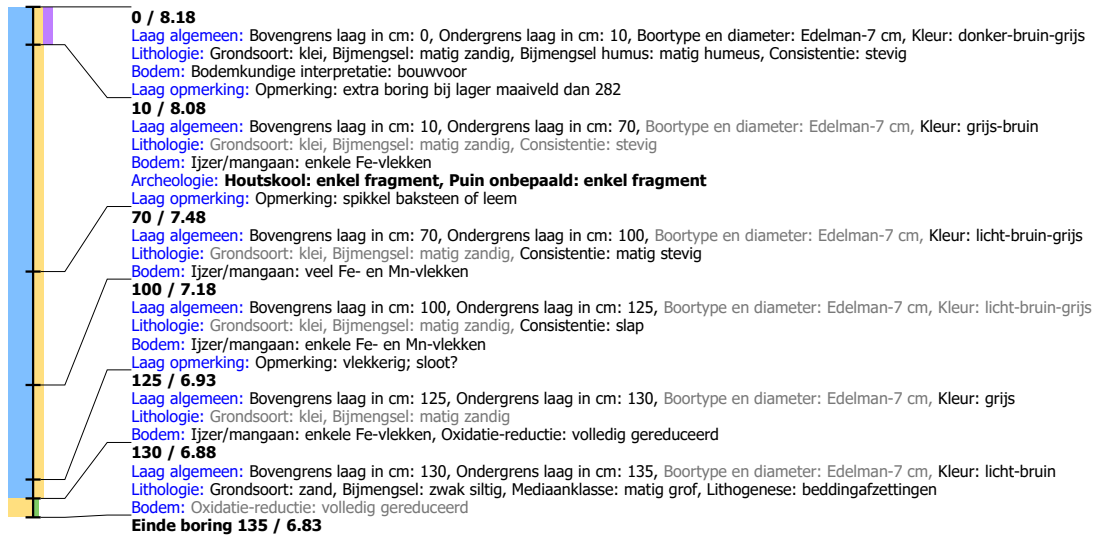 0 / 8.18
Laag algemeen: Bovengrens laag in cm: 0, Ondergrens laag in cm: 10, Boortype en diameter: Edelman-7 cm, Kleur: donker-bruin-grijs
Lithologie: Grondsoort: klei, Bijmengsel: matig zandig, Bijmengsel humus: matig humeus, Consistentie: stevig
Bodem: Bodemkundige interpretatie: bouwvoor
Laag opmerking: Opmerking: extra boring bij lager maaiveld dan 282
10 / 8.08
Laag algemeen: Bovengrens laag in cm: 10, Ondergrens laag in cm: 70, Boortype en diameter: Edelman-7 cm, Kleur: grijs-bruin
Lithologie: Grondsoort: klei, Bijmengsel: matig zandig, Consistentie: stevig
Bodem: Ijzer/mangaan: enkele Fe-vlekken
Archeologie: Houtskool: enkel fragment, Puin onbepaald: enkel fragment
Laag opmerking: Opmerking: spikkel baksteen of leem
70 / 7.48
Laag algemeen: Bovengrens laag in cm: 70, Ondergrens laag in cm: 100, Boortype en diameter: Edelman-7 cm, Kleur: licht-bruin-grijs
Lithologie: Grondsoort: klei, Bijmengsel: matig zandig, Consistentie: matig stevig
Bodem: Ijzer/mangaan: veel Fe- en Mn-vlekken
100 / 7.18
Laag algemeen: Bovengrens laag in cm: 100, Ondergrens laag in cm: 125, Boortype en diameter: Edelman-7 cm, Kleur: licht-bruin-grijs
Lithologie: Grondsoort: klei, Bijmengsel: matig zandig, Consistentie: slap
Bodem: Ijzer/mangaan: enkele Fe- en Mn-vlekken
Laag opmerking: Opmerking: vlekkerig; sloot?
125 / 6.93
Laag algemeen: Bovengrens laag in cm: 125, Ondergrens laag in cm: 130, Boortype en diameter: Edelman-7 cm, Kleur: grijs
Lithologie: Grondsoort: klei, Bijmengsel: matig zandig
Bodem: Ijzer/mangaan: enkele Fe-vlekken, Oxidatie-reductie: volledig gereduceerd
130 / 6.88
Laag algemeen: Bovengrens laag in cm: 130, Ondergrens laag in cm: 135, Boortype en diameter: Edelman-7 cm, Kleur: licht-bruin
Lithologie: Grondsoort: zand, Bijmengsel: zwak siltig, Mediaanklasse: matig grof, Lithogenese: beddingafzettingen
Bodem: Oxidatie-reductie: volledig gereduceerd
Einde boring 135 / 6.83